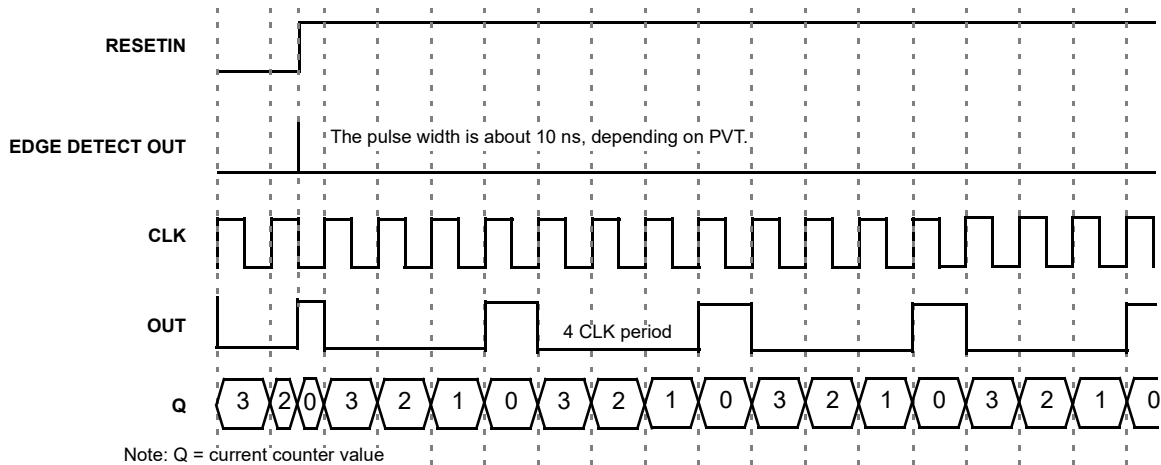 RESETIN
EDGE DETECT OUT
The pulse width is about 10 ns, depending on PVT.
CLK
OUT
4 CLK period
Q 3 2 0 3 2 1 0 3 2 1 0 3 2 1 0 3 2 1 0
Note: Q = current counter value